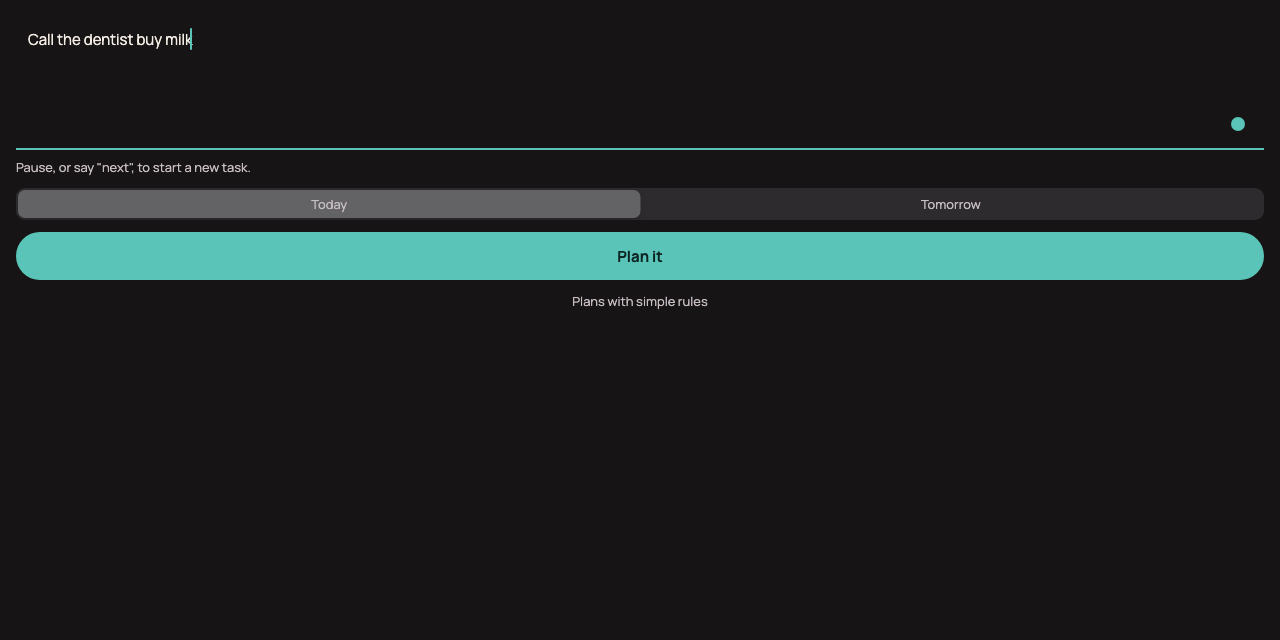 Call the dentist buy milk
Pause, or say "next", to start a new task.
Today
Tomorrow
Plan it
Plans with simple rules